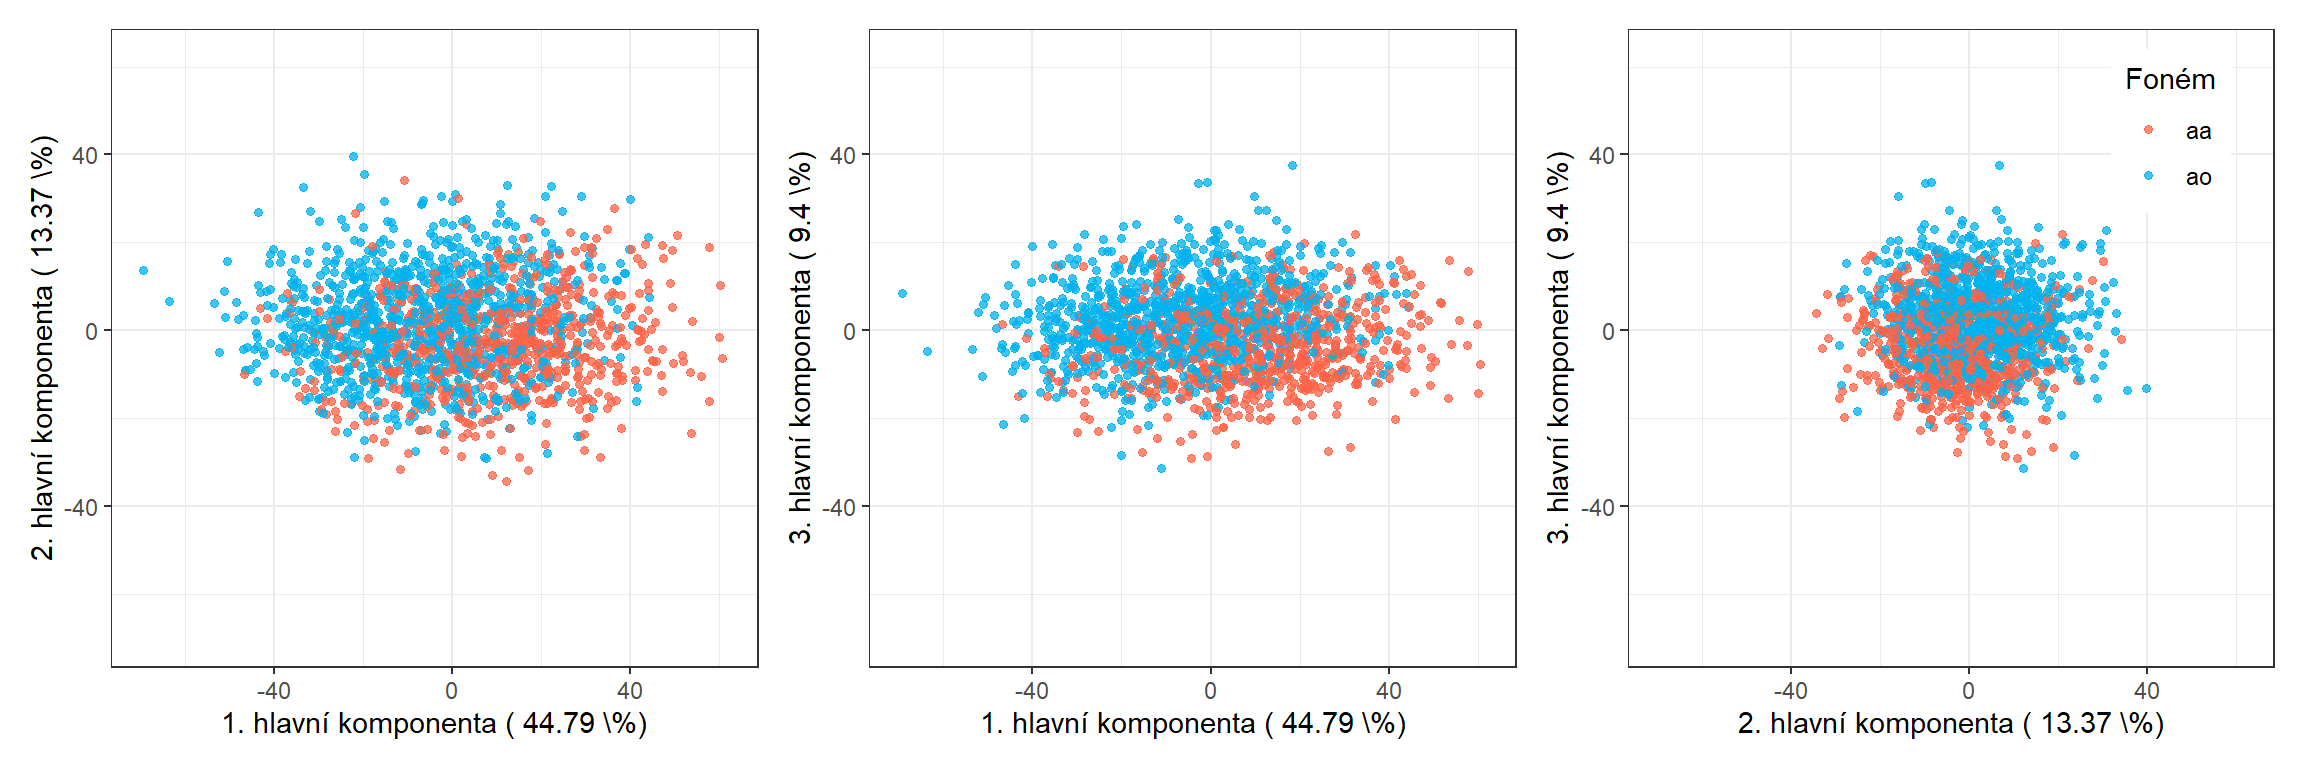 2. hlavní komponenta ( 13.37 \%)
40
0
-40
-40
0
40
1. hlavní komponenta ( 44.79 \%)
3. hlavní komponenta ( 9.4 \%)
40
0
-40
-40
0
40
1. hlavní komponenta ( 44.79 \%)
3. hlavní komponenta ( 9.4 \%)
40
0
-40
-40
0
40
2. hlavní komponenta ( 13.37 \%)
Foném
aa
ao